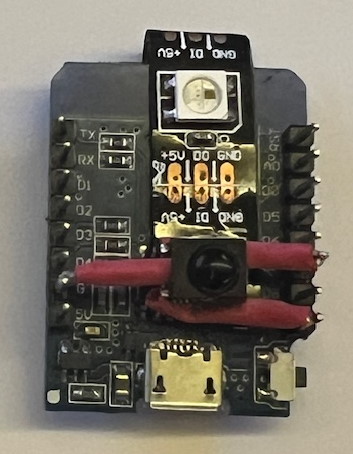 GND DI +5V
TX
+5V DO GND
RST
RX
D1
+5V DI GND
D2
D5
D3
D4
G
5V